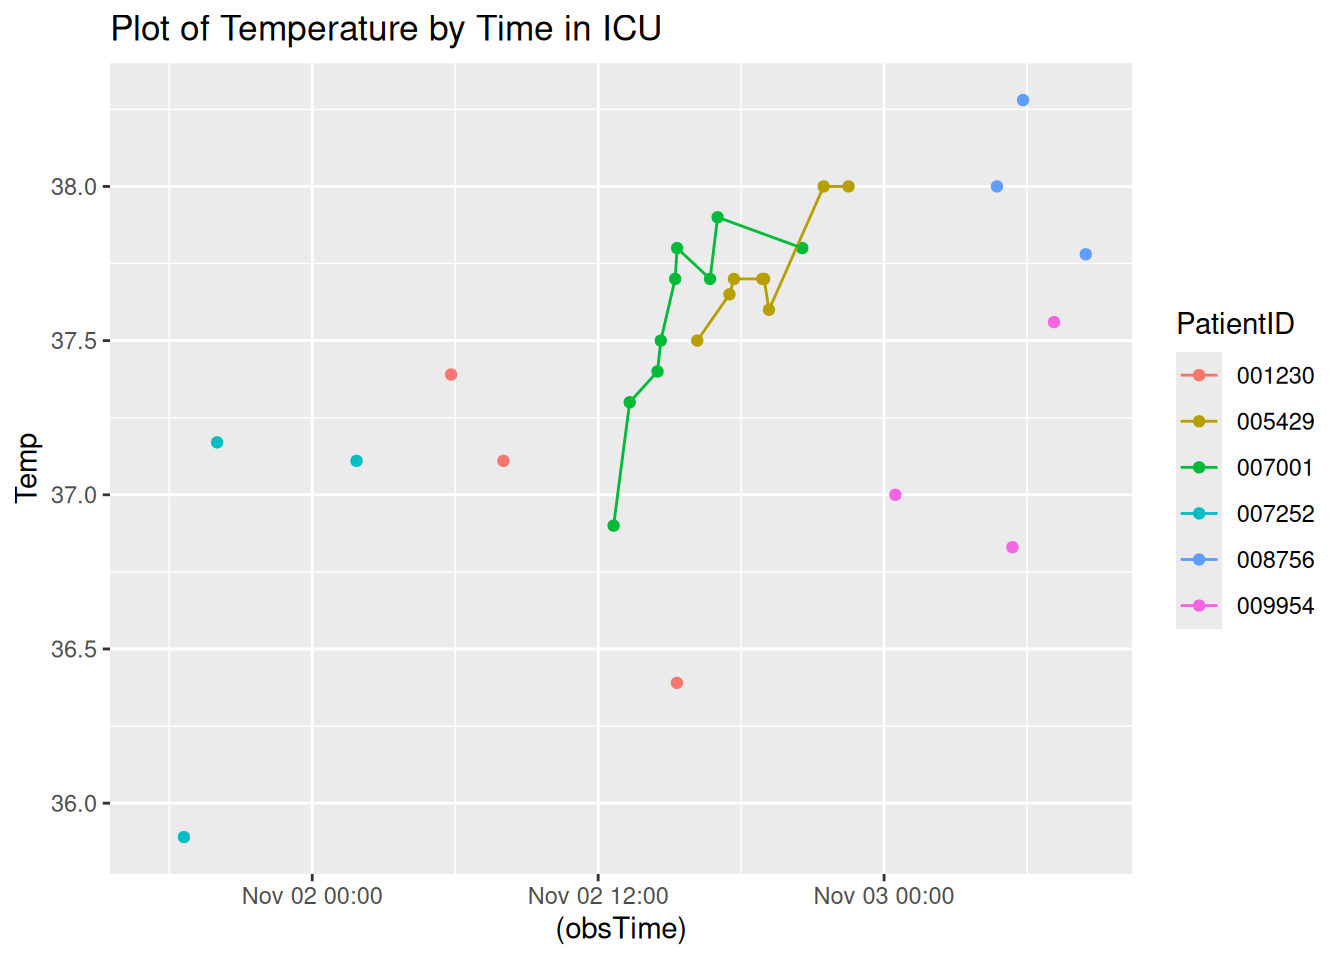 Plot of Temperature by Time in ICU
38.0
37.5
37.0
36.5
36.0
Temp
Nov 02 00:00
Nov 02 12:00
Nov 03 00:00
(obsTime)
PatientID
001230
005429
007001
007252
008756
009954